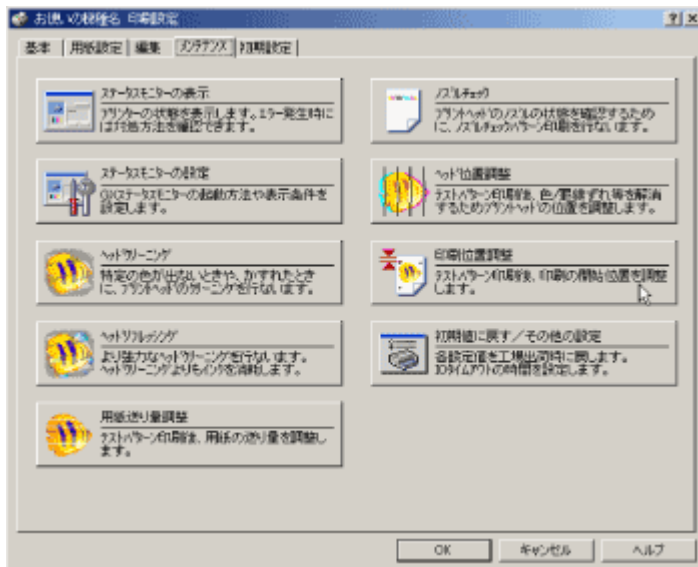 お使いの機種名 印刷設定
基本 用紙設定 編集 メンテナンス 初期設定
ステータスモニターの表示
プリンターの状態を表示します。エラー発生時に
は対処方法を確認できます。
ステータスモニターの設定
GXステータスモニターの起動方法や表示条件を
設定します。
ヘッドクリーニング
特定の色が出ないときや、かすれたとき
に、プリントヘッドのクリーニングを行ないます。
ヘッドリフレッシング
より強力なヘッドクリーニングを行ないます。
ヘッドクリーニングよりもインクを消耗します。
用紙送り量調整
テストパターン印刷後、用紙の送り量を調整し
ます。
ノズルチェック
プリントヘッドのノズルの状態を確認するため
に、ノズルチェックパターン印刷を行ないます。
ヘッド位置調整
テストパターン印刷後、色/罫線ずれ等を解消
するためプリントヘッドの位置を調整します。
印刷位置調整
テストパターン印刷後、印刷の開始位置を調整
します。
初期値に戻す/その他の設定
各設定値を工場出荷時に戻します。
IOタイムアウトの時間を設定します。
OK キャンセル ヘルプ